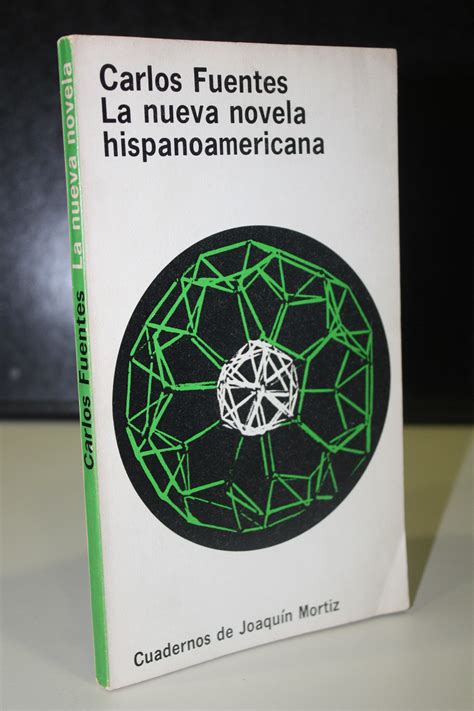 Carlos Fuentes
La nueva novela
hispanoamericana
Cuadernos de Joaquín Mortiz
Carlos Fuentes La nueva novela